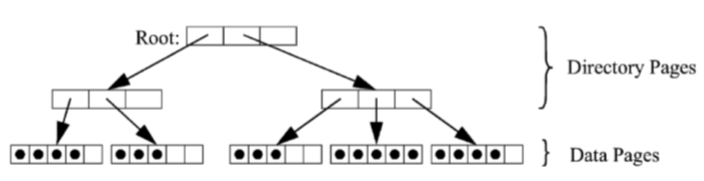 Root:
Directory Pages
Data Pages